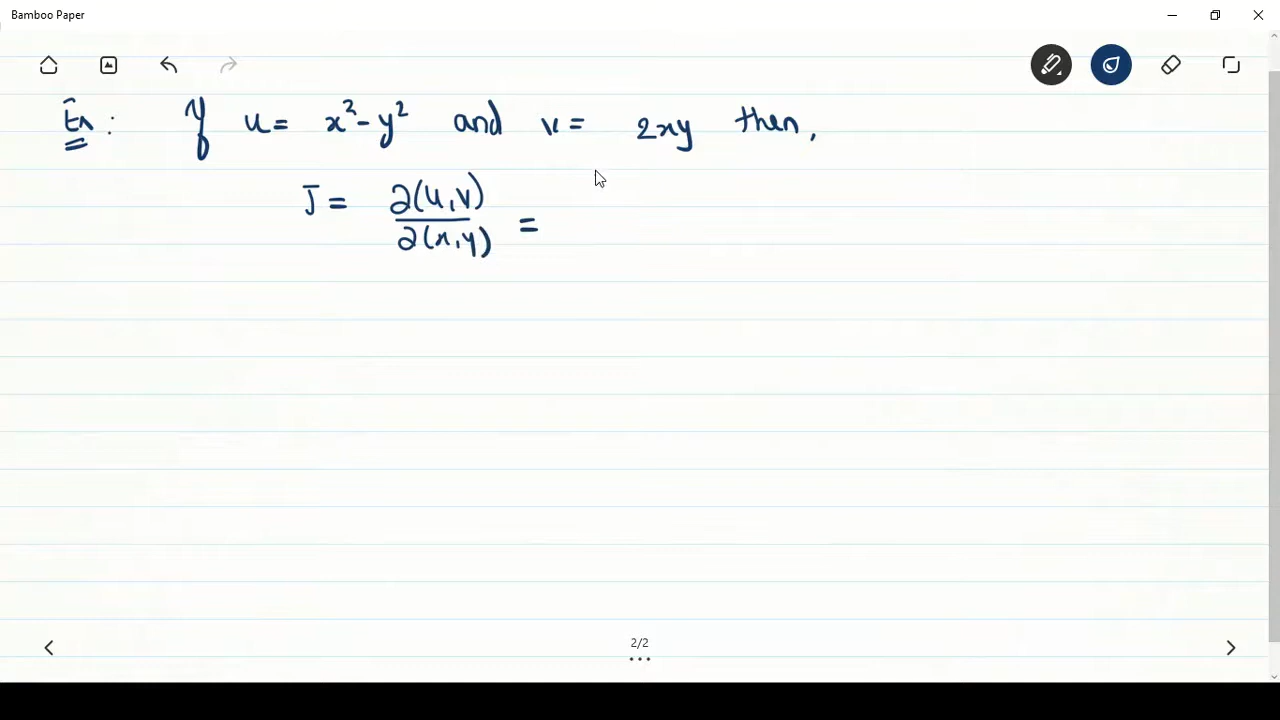 Bamboo Paper
Ex : If u = x² - y² and v = 2xy then,
J = ∂(u,v) / ∂(x,y) =
2/2